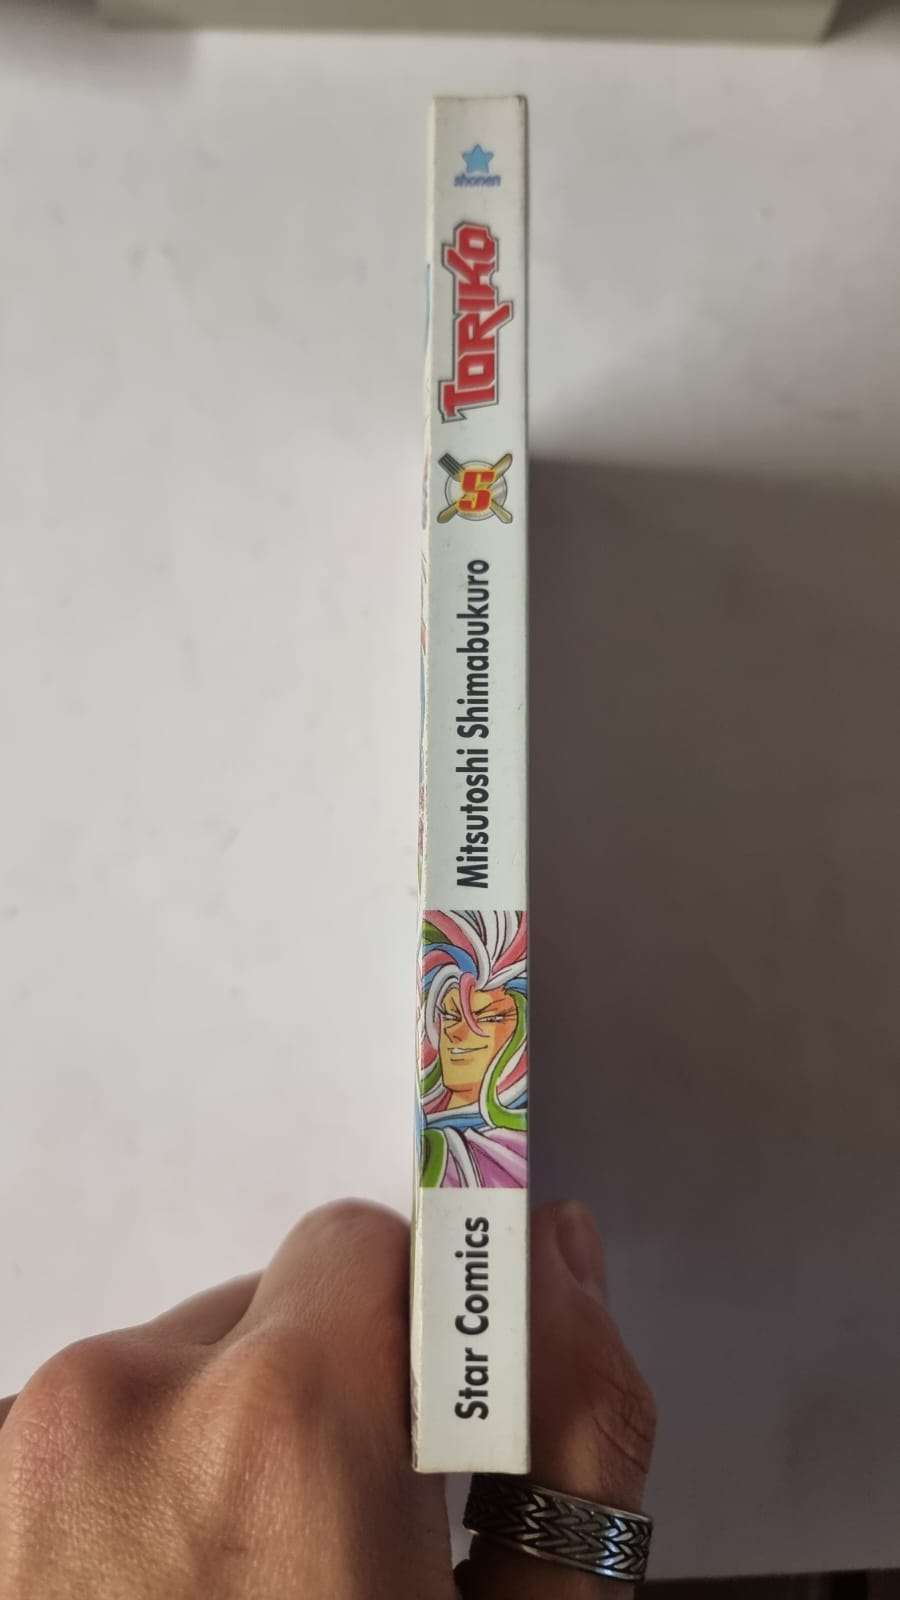 shonen
TORIKO
5
Mitsutoshi Shimabukuro
Star Comics